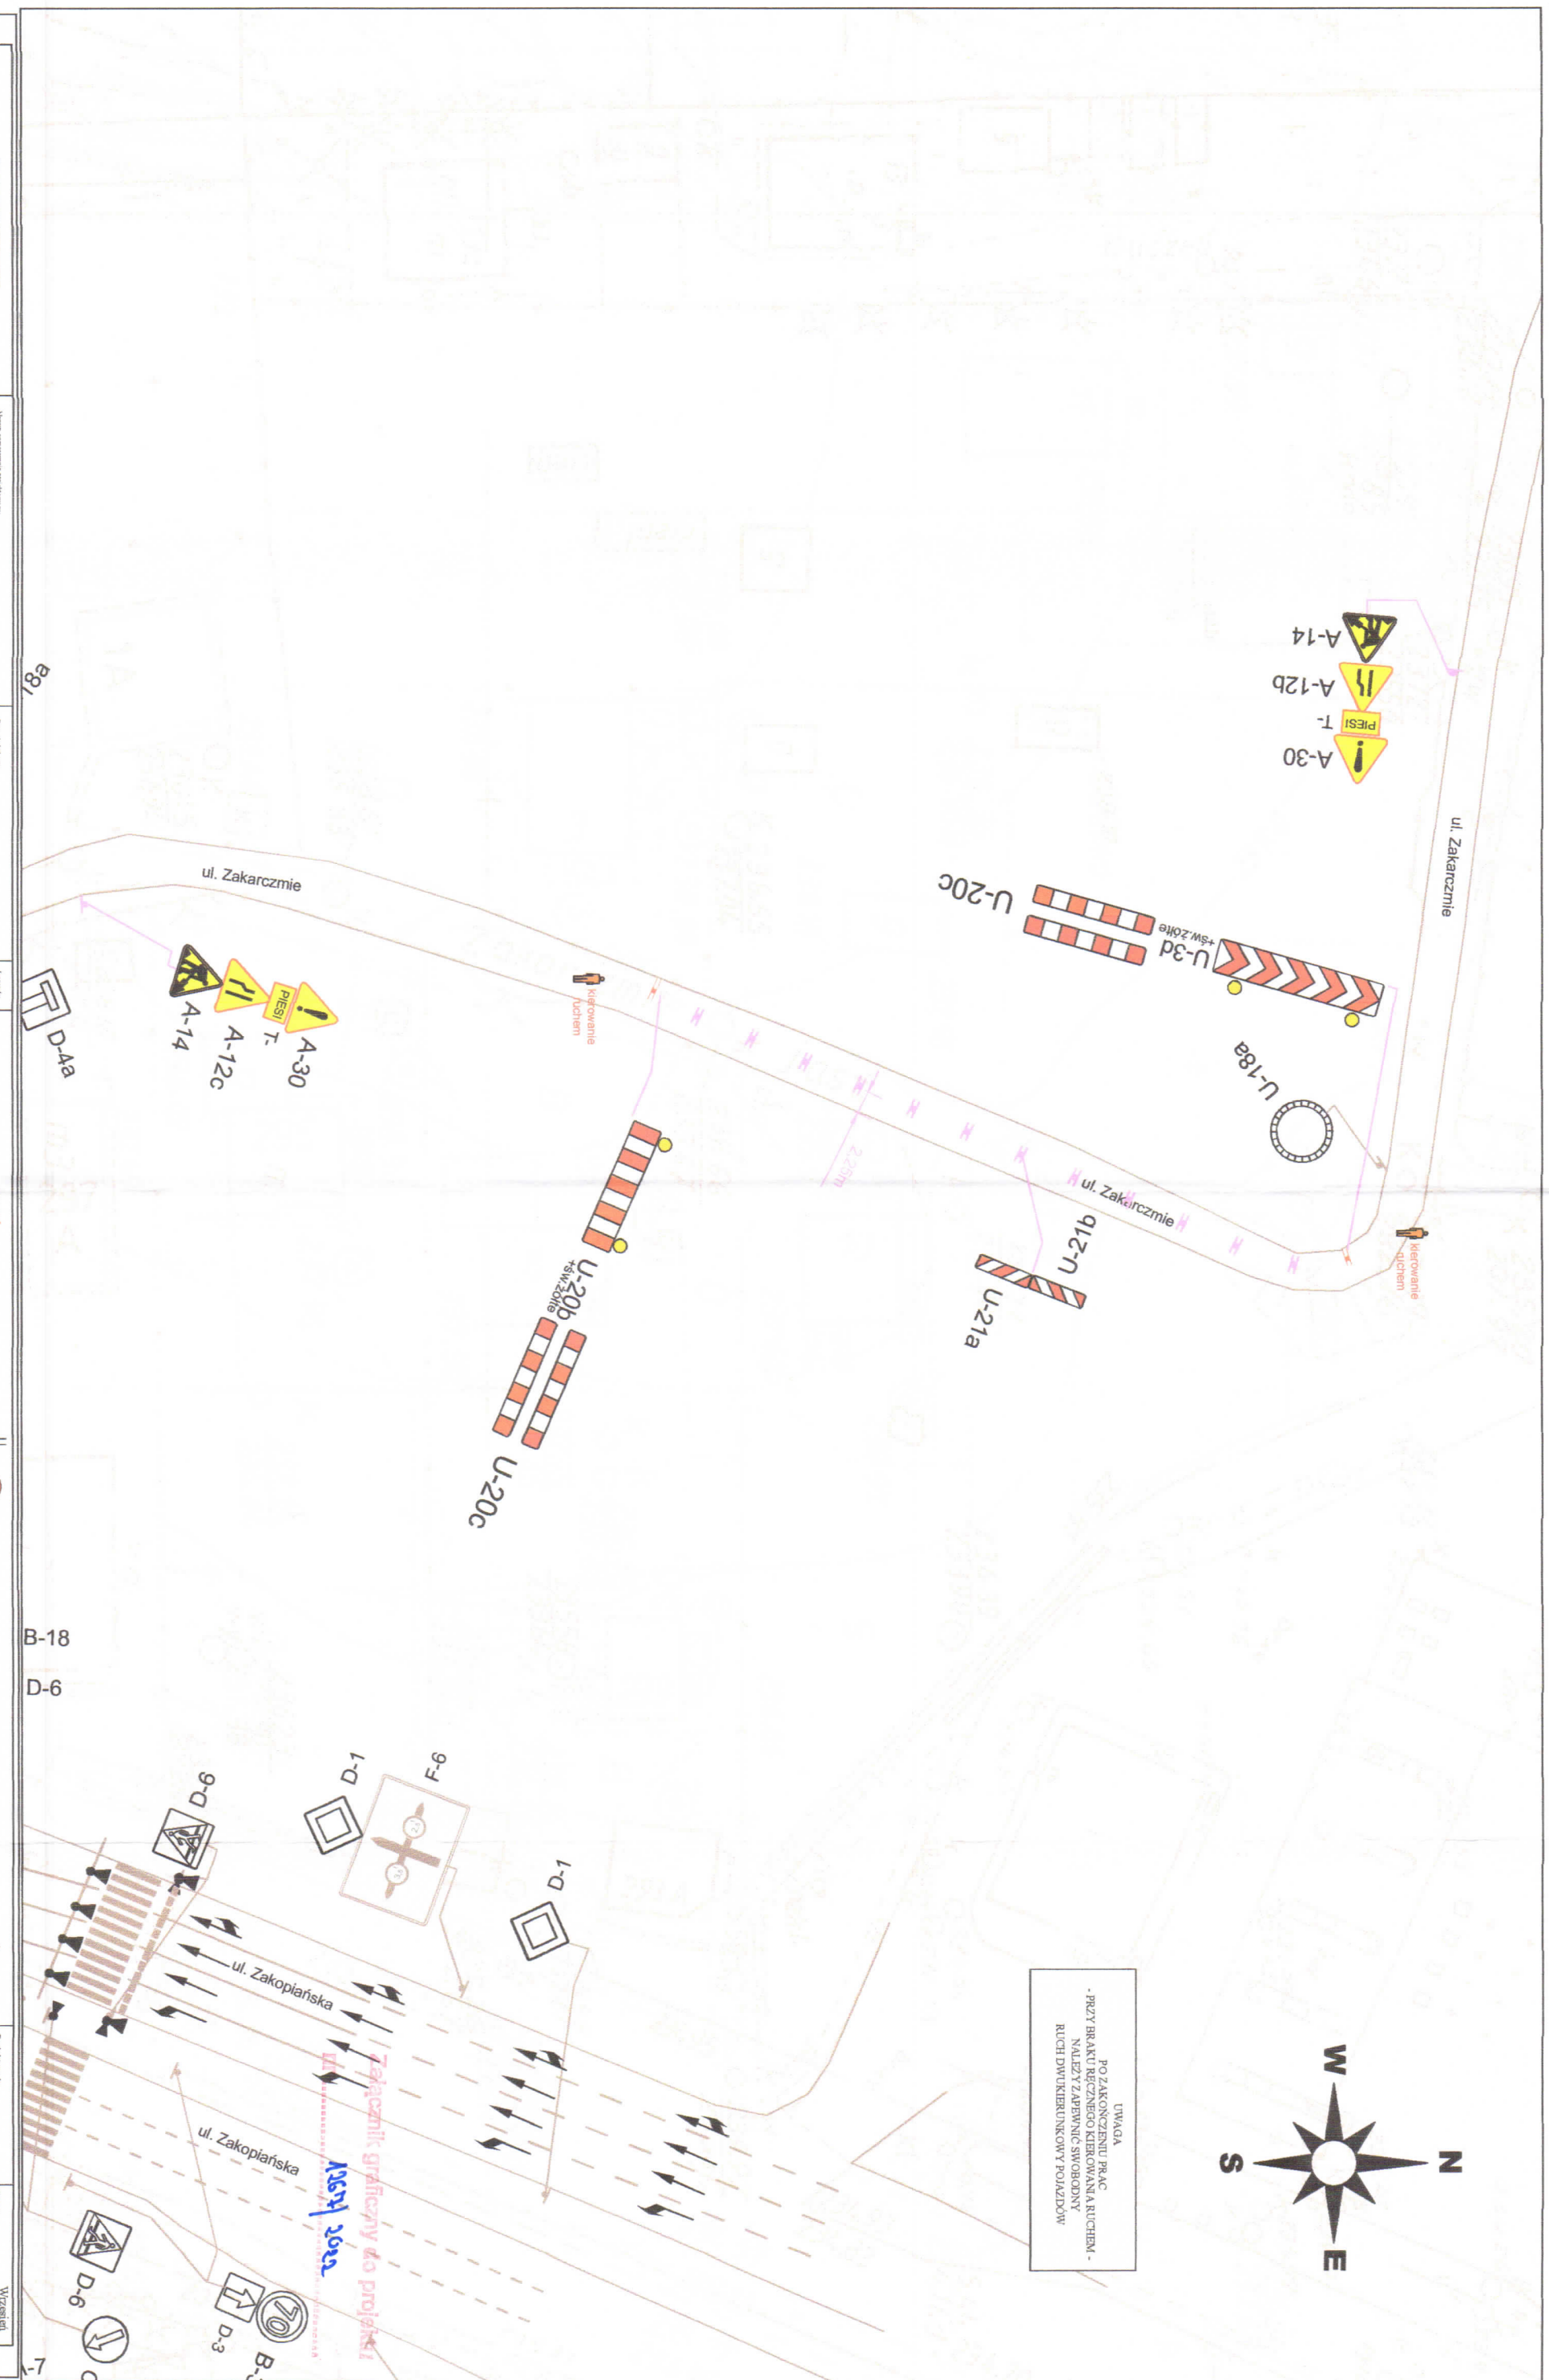 18a
ul. Zakarczmie
D-4a
A-14
A-12c
PIESI
T-
A-30
kierowanie
ruchem
U-20b
+św.żółte
U-20c
2.25m
ul. Zakarczmie
U-21b
U-21a
A-14
A-12b
PIESI
T-
A-30
U-20c
U-3d
+św.żółte
U-18a
ul. Zakarczmie
kierowanie
ruchem
B-18
D-6
D-6
D-1
F-6
D-1
ul. Zakopiańska
ul. Zakopiańska
Załącznik graficzny do projektu
D-6
D-3
70
A-7
UWAGA
PO ZAKOŃCZENIU PRAC
- PRZY BRAKU RĘCZNEGO KIEROWANIA RUCHEM -
NALEŻY ZAPEWNIĆ SWOBODNY
RUCH DWUKIERUNKOWY POJAZDÓW
N
W
E
S
Wrzesień